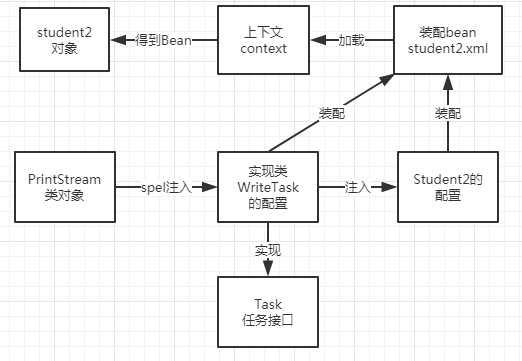 student2
对象
得到Bean
上下文
context
加载
装配bean
student2.xml
装配
装配
PrintStream
类对象
spel注入
实现类
WriteTask
的配置
注入
Student2的
配置
实现
Task
任务接口